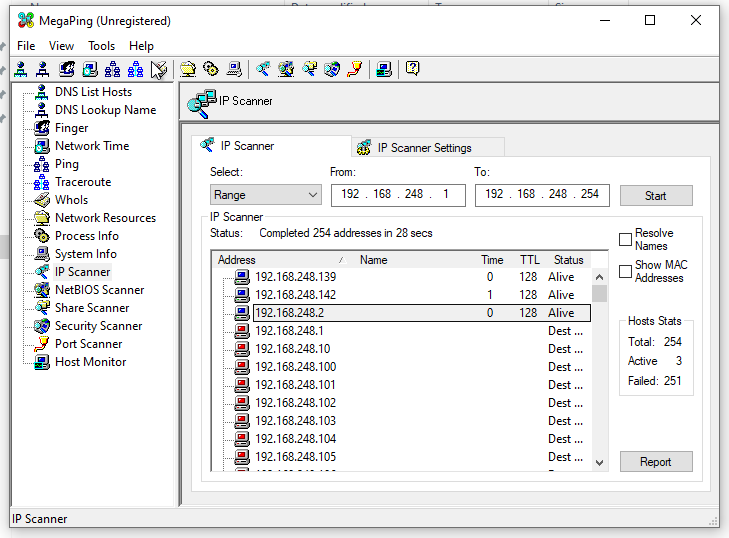 MegaPing (Unregistered)
File View Tools Help
DNS List Hosts
DNS Lookup Name
Finger
Network Time
Ping
Traceroute
WhoIs
Network Resources
Process Info
System Info
IP Scanner
NetBIOS Scanner
Share Scanner
Security Scanner
Port Scanner
Host Monitor
IP Scanner
IP Scanner IP Scanner Settings
Select: From: To:
Range 192 . 168 . 248 . 1 192 . 168 . 248 . 254 Start
IP Scanner
Status: Completed 254 addresses in 28 secs
Resolve
Names
Show MAC
Addresses
Address Name Time TTL Status
192.168.248.139 0 128 Alive
192.168.248.142 1 128 Alive
192.168.248.2 0 128 Alive
192.168.248.1 Dest ...
192.168.248.10 Dest ...
192.168.248.100 Dest ...
192.168.248.101 Dest ...
192.168.248.102 Dest ...
192.168.248.103 Dest ...
192.168.248.104 Dest ...
192.168.248.105 Dest ...
Hosts Stats
Total: 254
Active 3
Failed: 251
Report
IP Scanner